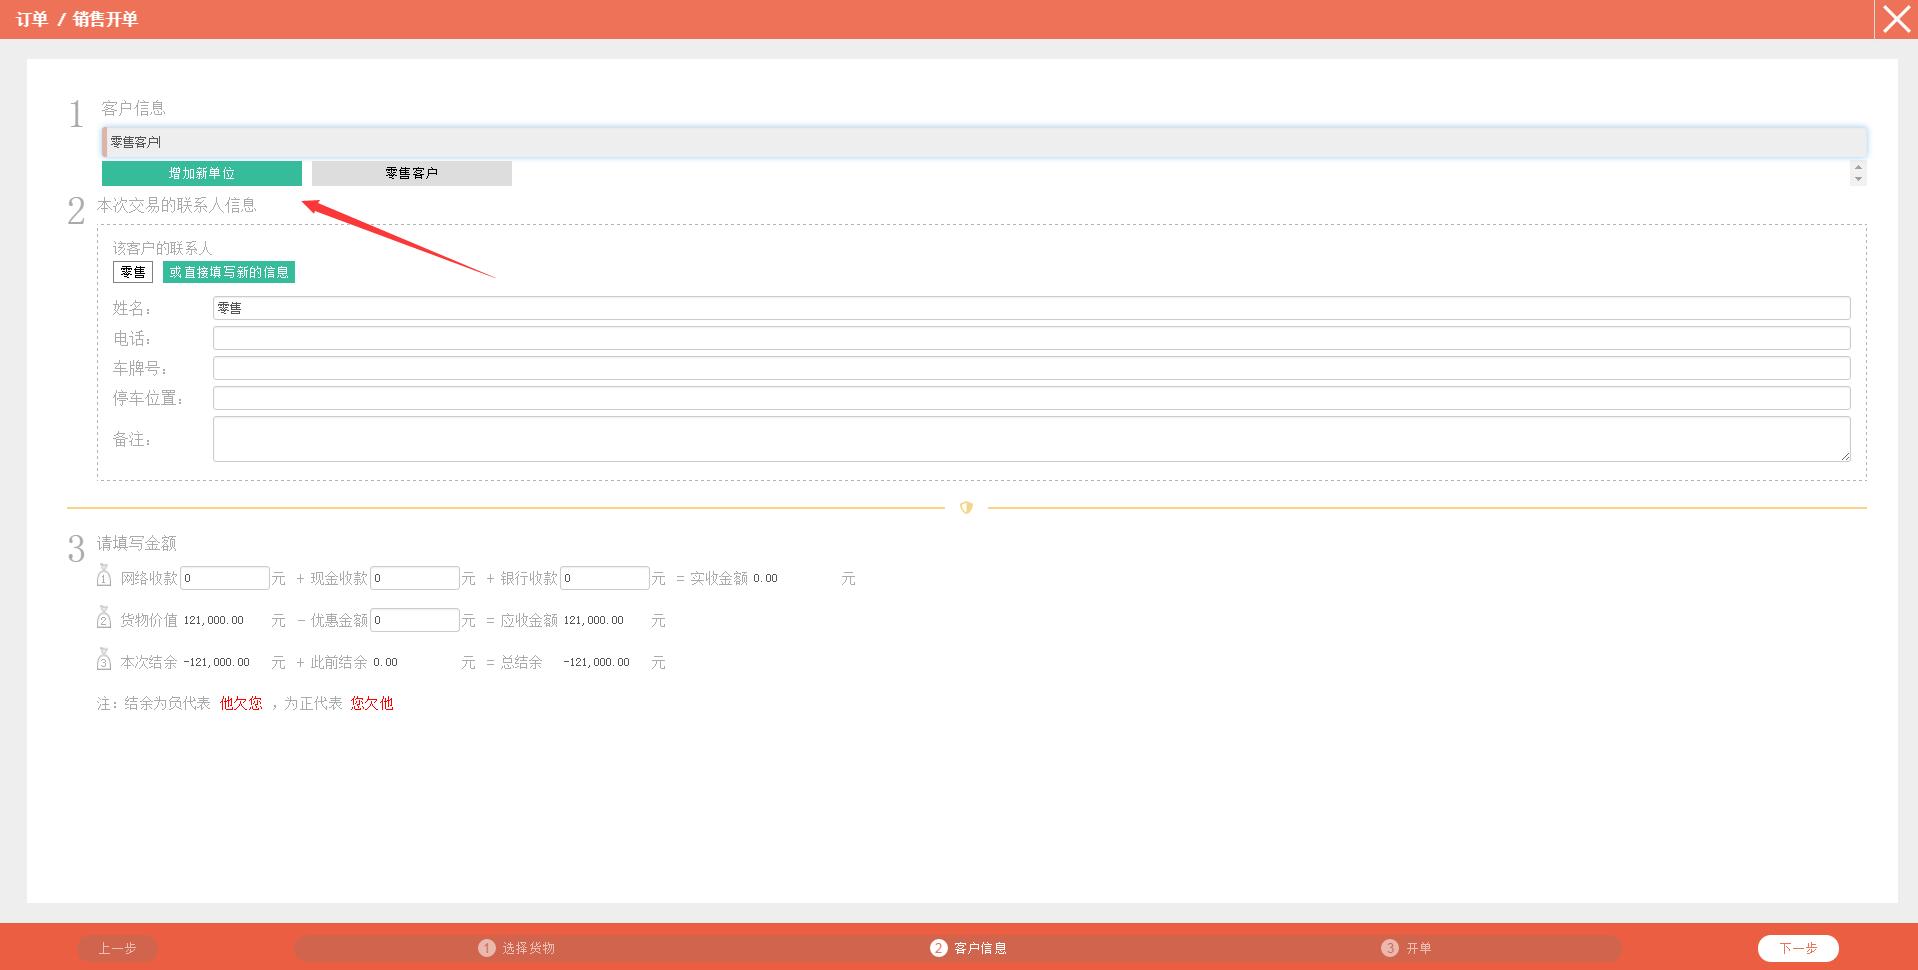 订单 / 销售开单
1 客户信息
零售客户
增加新单位 零售客户
2 本次交易的联系人信息
该客户的联系人
零售 或直接填写新的信息
姓名： 零售
电话：
车牌号：
停车位置：
备注：
3 请填写金额
1 网络收款 0 元 + 现金收款 0 元 + 银行收款 0 元 = 实收金额 0.00 元
2 货物价值 121,000.00 元 - 优惠金额 0 元 = 应收金额 121,000.00 元
3 本次结余 -121,000.00 元 + 此前结余 0.00 元 = 总结余 -121,000.00 元
注：结余为负代表 他欠您 ，为正代表 您欠他
上一步 1 选择货物 2 客户信息 3 开单 下一步